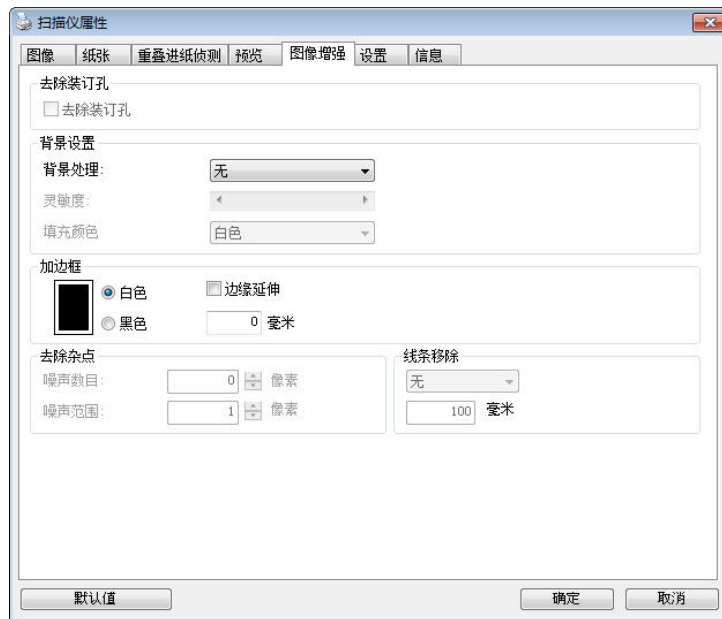 扫描仪属性
图像 纸张 重叠进纸侦测 预览 图像增强 设置 信息
去除装订孔
去除装订孔
背景设置
背景处理: 无
灵敏度:
填充颜色 白色
加边框
白色 边缘延伸
黑色 0 毫米
去除杂点 线条移除
噪声数目: 0 像素 无
噪声范围: 1 像素 100 毫米
默认值 确定 取消